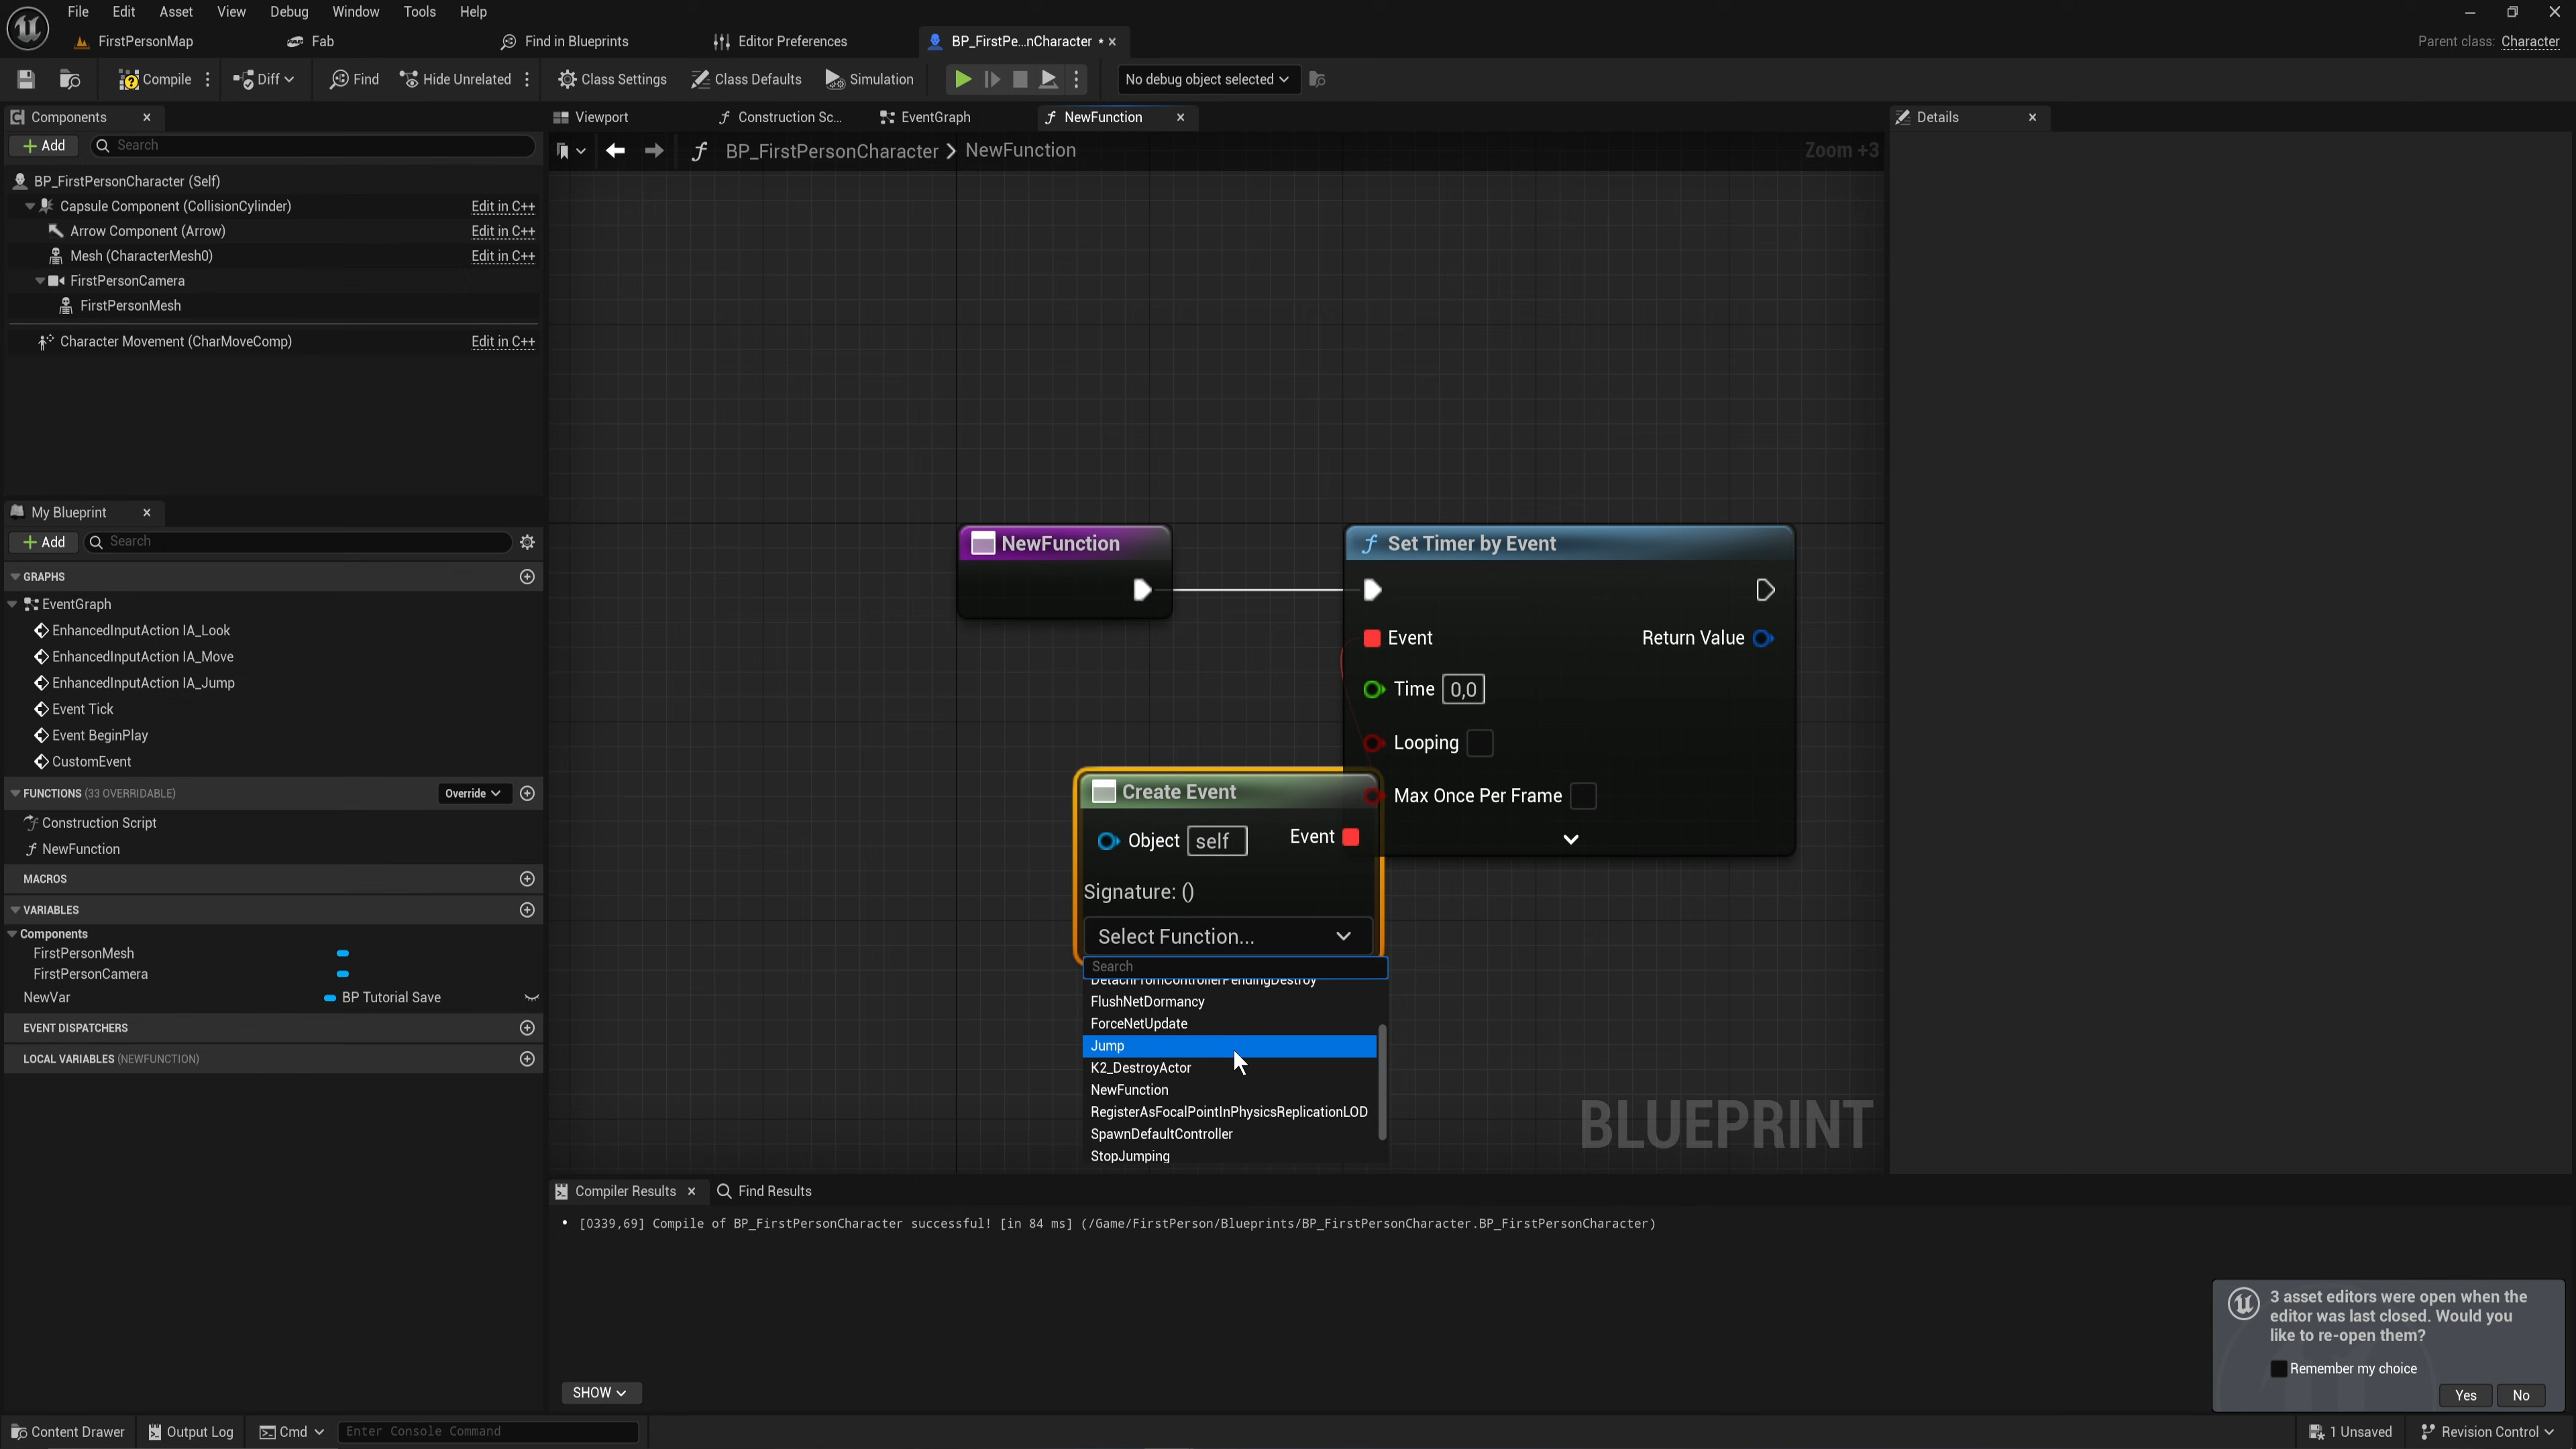 File Edit Asset View Debug Window Tools Help
FirstPersonMap
Fab
Find in Blueprints
Editor Preferences
BP_FirstPe...nCharacter *
Parent class: Character
Compile
Diff
Find
Hide Unrelated
Class Settings
Class Defaults
Simulation
No debug object selected
Components
Viewport
Construction Sc...
EventGraph
NewFunction
Details
Add
Search
BP_FirstPersonCharacter > NewFunction
Zoom +3
BP_FirstPersonCharacter (Self)
Capsule Component (CollisionCylinder) Edit in C++
Arrow Component (Arrow) Edit in C++
Mesh (CharacterMesh0) Edit in C++
FirstPersonCamera
FirstPersonMesh
Character Movement (CharMoveComp) Edit in C++
My Blueprint
Add
Search
GRAPHS
EventGraph
EnhancedInputAction IA_Look
EnhancedInputAction IA_Move
EnhancedInputAction IA_Jump
Event Tick
Event BeginPlay
CustomEvent
FUNCTIONS (33 OVERRIDABLE) Override
Construction Script
NewFunction
MACROS
VARIABLES
Components
FirstPersonMesh
FirstPersonCamera
NewVar BP Tutorial Save
EVENT DISPATCHERS
LOCAL VARIABLES (NEWFUNCTION)
NewFunction
Set Timer by Event
Event
Return Value
Time 0,0
Looping
Max Once Per Frame
Create Event
Object self
Event
Signature: ()
Select Function...
Search
DetachFromControllerPendingDestroy
FlushNetDormancy
ForceNetUpdate
Jump
K2_DestroyActor
NewFunction
RegisterAsFocalPointInPhysicsReplicationLOD
SpawnDefaultController
StopJumping
BLUEPRINT
Compiler Results
Find Results
[0339,69] Compile of BP_FirstPersonCharacter successful! [in 84 ms] (/Game/FirstPerson/Blueprints/BP_FirstPersonCharacter.BP_FirstPersonCharacter)
3 asset editors were open when the
editor was last closed. Would you
like to re-open them?
Remember my choice
Yes
No
SHOW
Content Drawer
Output Log
Cmd
Enter Console Command
1 Unsaved
Revision Control